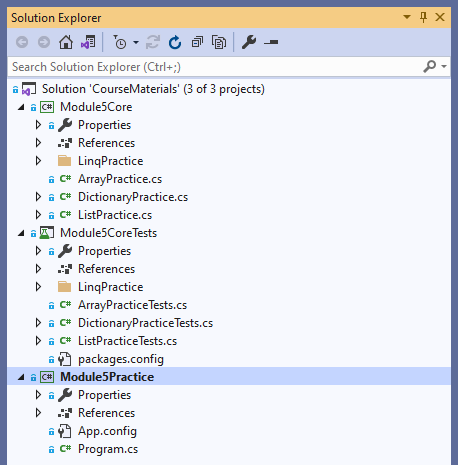 Solution Explorer
Search Solution Explorer (Ctrl+;)
Solution 'CourseMaterials' (3 of 3 projects)
C# Module5Core
Properties
References
LinqPractice
C# ArrayPractice.cs
C# DictionaryPractice.cs
C# ListPractice.cs
Module5CoreTests
Properties
References
LinqPractice
C# ArrayPracticeTests.cs
C# DictionaryPracticeTests.cs
C# ListPracticeTests.cs
packages.config
C# Module5Practice
Properties
References
App.config
C# Program.cs